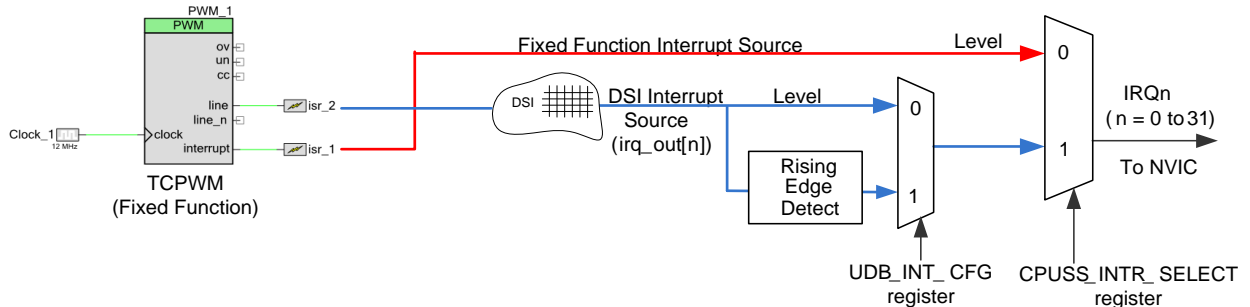 PWM_1
PWM
ov
un
cc
line
line_n
clock
interrupt
Clock_1
12 MHz
isr_2
isr_1
TCPWM
(Fixed Function)
Fixed Function Interrupt Source
Level
DSI
DSI Interrupt
Source
(irq_out[n])
Level
Rising
Edge
Detect
0
1
0
1
IRQn
( n = 0 to 31)
To NVIC
UDB_INT_ CFG
register
CPUSS_INTR_ SELECT
register